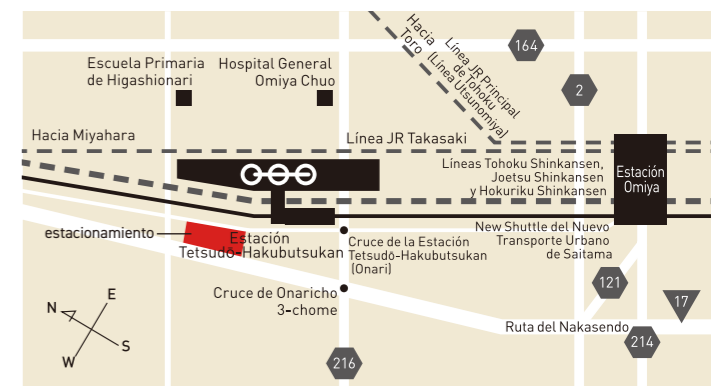 164
Hacia
Toro
Línea JR Principal
de Tohoku
(Línea Utsunomiya)
Escuela Primaria
de Higashionari
Hospital General
Omiya Chuo
2
Hacia Miyahara
Línea JR Takasaki
Líneas Tohoku Shinkansen,
Joetsu Shinkansen
y Hokuriku Shinkansen
Estación
Omiya
estacionamiento
Estación
Tetsudō-Hakubutsukan
Cruce de la Estación
Tetsudō-Hakubutsukan
(Onari)
New Shuttle del Nuevo
Transporte Urbano
de Saitama
Cruce de Onaricho
3-chome
121
17
Ruta del Nakasendo
214
216
N
E
S
W